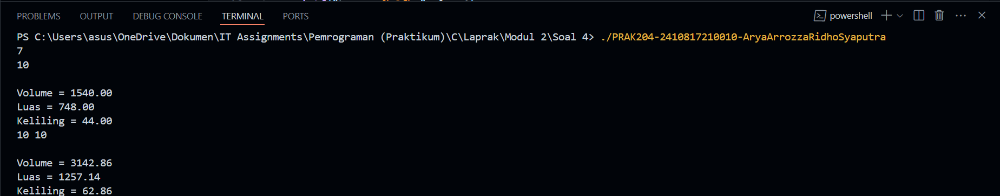 PROBLEMS OUTPUT DEBUG CONSOLE TERMINAL PORTS powershell
PS C:\Users\asus\OneDrive\Dokumen\IT Assignments\Pemrograman (Praktikum)\C\Laprak\Modul 2\Soal 4> ./PRAK204-2410817210010-AryaArrozzaRidhoSyaputra
7
10
Volume = 1540.00
Luas = 748.00
Keliling = 44.00
10 10
Volume = 3142.86
Luas = 1257.14
Keliling = 62.86